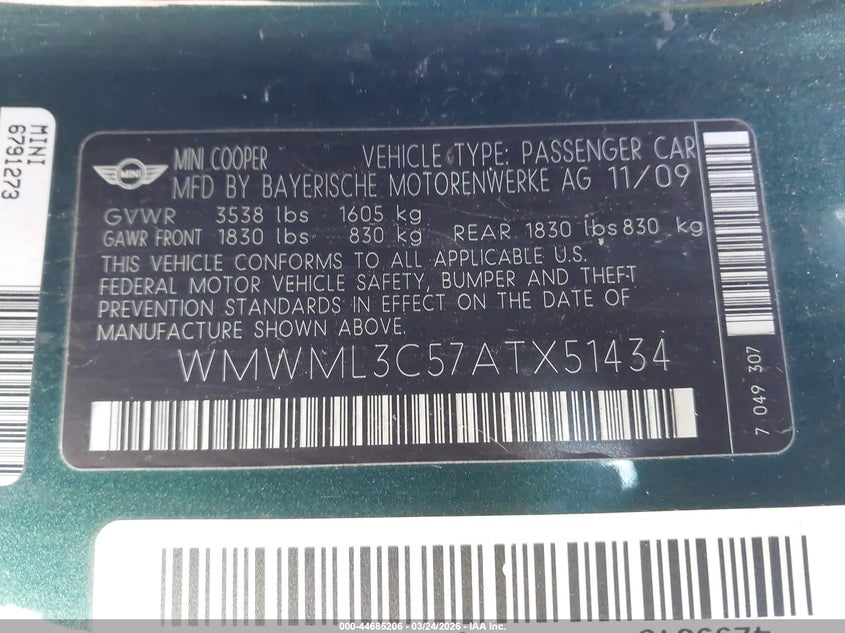 MINI
6791273
MINI
MINI COOPER VEHICLE TYPE: PASSENGER CAR
MFD BY BAYERISCHE MOTORENWERKE AG 11/09
GVWR 3538 lbs 1605 kg
GAWR FRONT 1830 lbs 830 kg REAR 1830 lbs 830 kg
THIS VEHICLE CONFORMS TO ALL APPLICABLE U.S.
FEDERAL MOTOR VEHICLE SAFETY, BUMPER AND THEFT
PREVENTION STANDARDS IN EFFECT ON THE DATE OF
MANUFACTURE SHOWN ABOVE.
WMWML3C57ATX51434
7 049 307
000-44685206 - 03/24/2026 - IAA Inc.